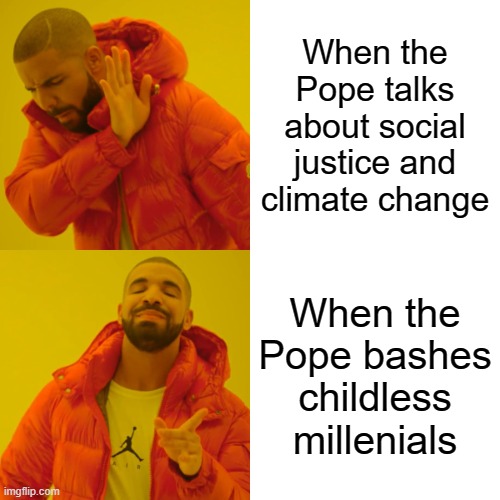 When the
Pope talks
about social
justice and
climate change
When the
Pope bashes
childless
millenials
imgflip.com